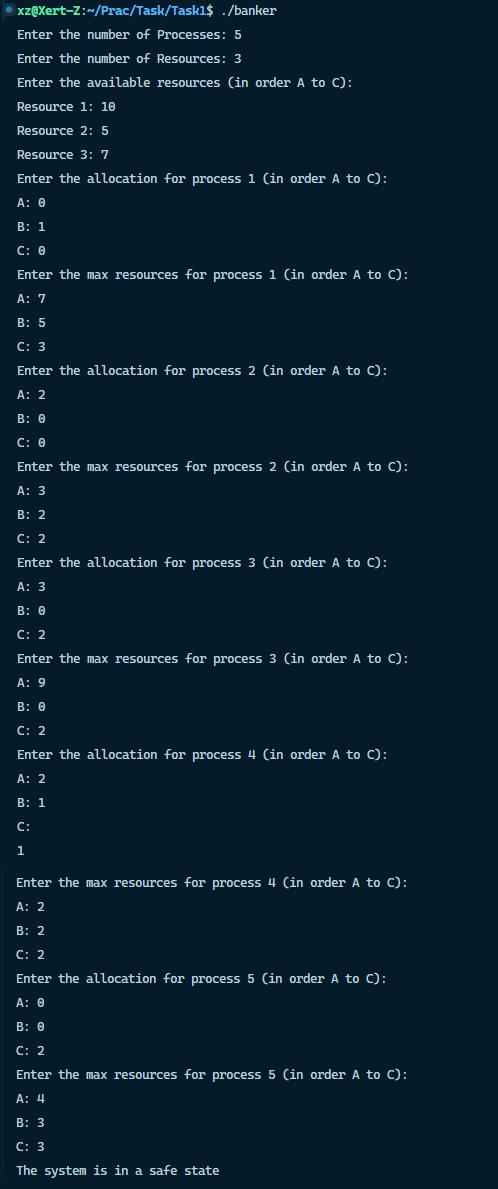 xz@Xert-Z:~/Prac/Task/Task1$ ./banker
Enter the number of Processes: 5
Enter the number of Resources: 3
Enter the available resources (in order A to C):
Resource 1: 10
Resource 2: 5
Resource 3: 7
Enter the allocation for process 1 (in order A to C):
A: 0
B: 1
C: 0
Enter the max resources for process 1 (in order A to C):
A: 7
B: 5
C: 3
Enter the allocation for process 2 (in order A to C):
A: 2
B: 0
C: 0
Enter the max resources for process 2 (in order A to C):
A: 3
B: 2
C: 2
Enter the allocation for process 3 (in order A to C):
A: 3
B: 0
C: 2
Enter the max resources for process 3 (in order A to C):
A: 9
B: 0
C: 2
Enter the allocation for process 4 (in order A to C):
A: 2
B: 1
C:
1
Enter the max resources for process 4 (in order A to C):
A: 2
B: 2
C: 2
Enter the allocation for process 5 (in order A to C):
A: 0
B: 0
C: 2
Enter the max resources for process 5 (in order A to C):
A: 4
B: 3
C: 3
The system is in a safe state